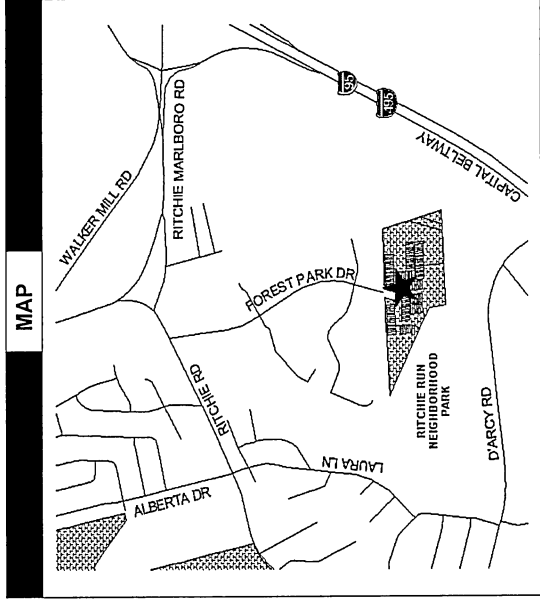 MAP
WALKER MILL RD
RITCHIE MARLBORO RD
95
495
CAPITAL BELTWAY
FOREST PARK DR
RITCHIE RD
RITCHIE RUN
NEIGHBORHOOD
PARK
D'ARCY RD
LAURA LN
ALBERTA DR